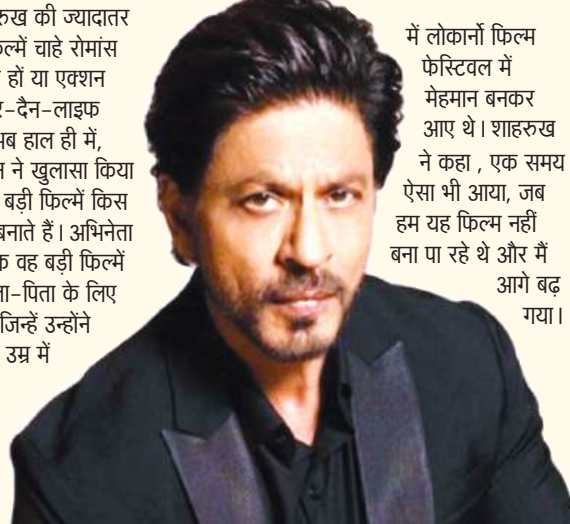 रुख की ज्यादातर
ल्में चाहे रोमांस
हों या एक्शन
र-दैन-लाइफ
अब हाल ही में,
ने खुलासा किया
बड़ी फिल्में किस
बनाते हैं। अभिनेता
वह बड़ी फिल्में
ता-पिता के लिए
जिन्हें उन्होंने
उम्र में
में लोकार्नो फिल्म
फेस्टिवल में
मेहमान बनकर
आए थे। शाहरुख
ने कहा , एक समय
ऐसा भी आया, जब
हम यह फिल्म नहीं
बना पा रहे थे और मैं
आगे बढ़
गया।